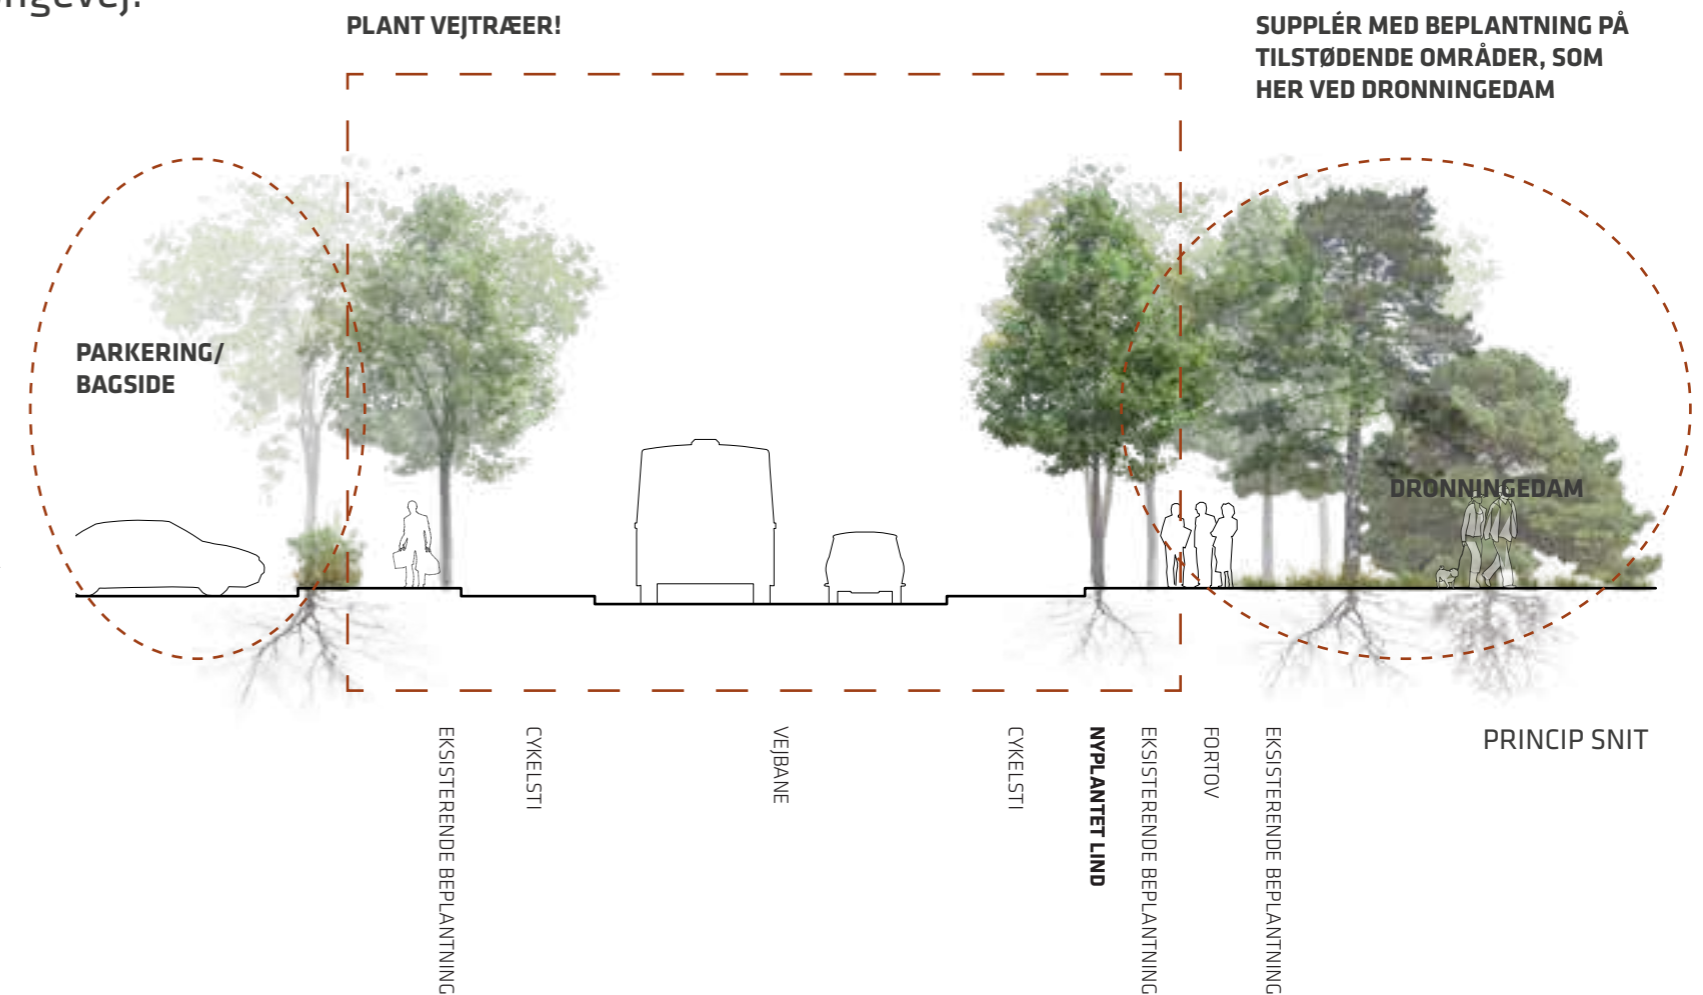 PLANT VEJTRÆER!
SUPPLÉR MED BEPLANTNING PÅ
TILSTØDENDE OMRÅDER, SOM
HER VED DRONNINGEDAM
PARKERING/
BAGSIDE
DRONNINGEDAM
EKSISTERENDE BEPLANTNING
CYKELSTI
VEJBANE
CYKELSTI
NYPLANTET LIND
EKSISTERENDE BEPLANTNING
FORTOV
EKSISTERENDE BEPLANTNING
PRINCIP SNIT